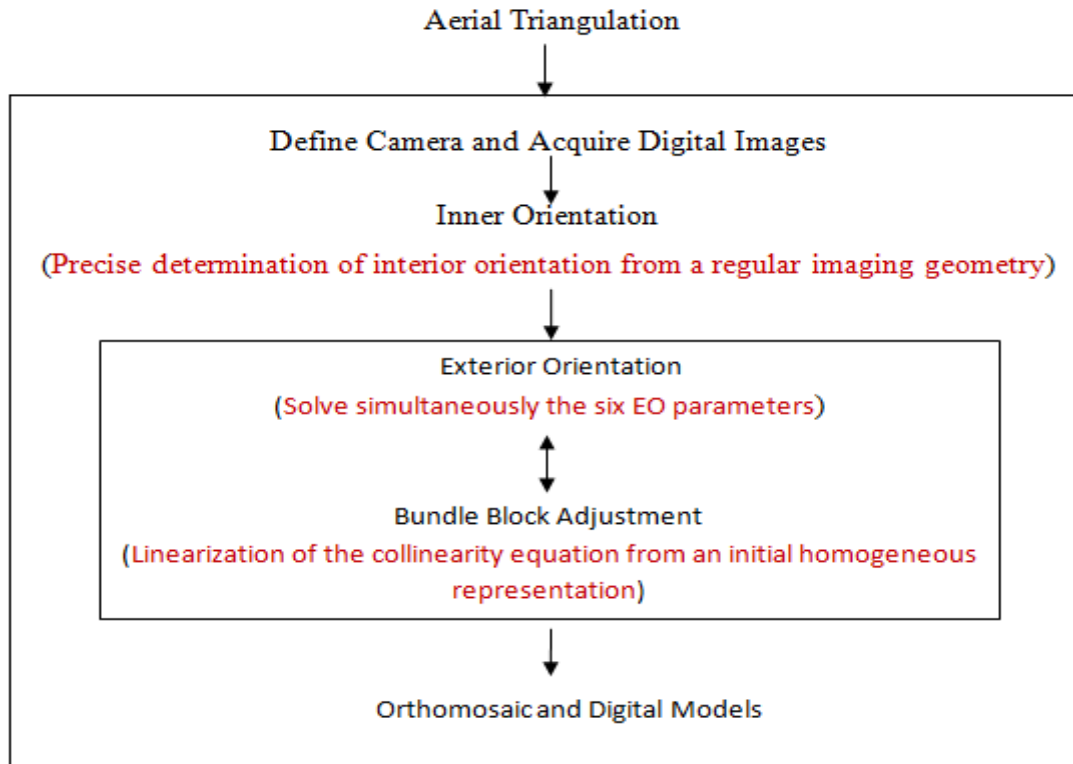 Aerial Triangulation
Define Camera and Acquire Digital Images
Inner Orientation
(Precise determination of interior orientation from a regular imaging geometry)
Exterior Orientation
(Solve simultaneously the six EO parameters)
Bundle Block Adjustment
(Linearization of the collinearity equation from an initial homogeneous
representation)
Orthomosaic and Digital Models